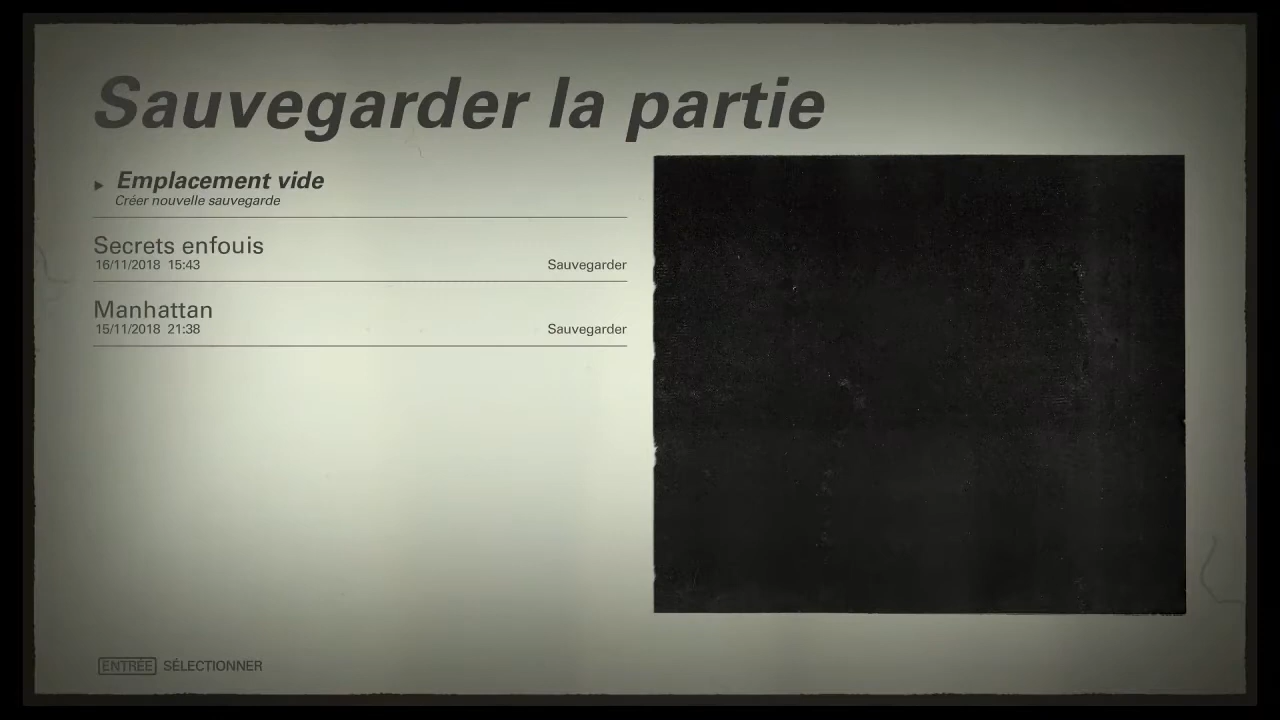 Sauvegarder la partie
Emplacement vide
Créer nouvelle sauvegarde
Secrets enfouis
16/11/2018 15:43 Sauvegarder
Manhattan
15/11/2018 21:38 Sauvegarder
ENTRÉE SÉLECTIONNER